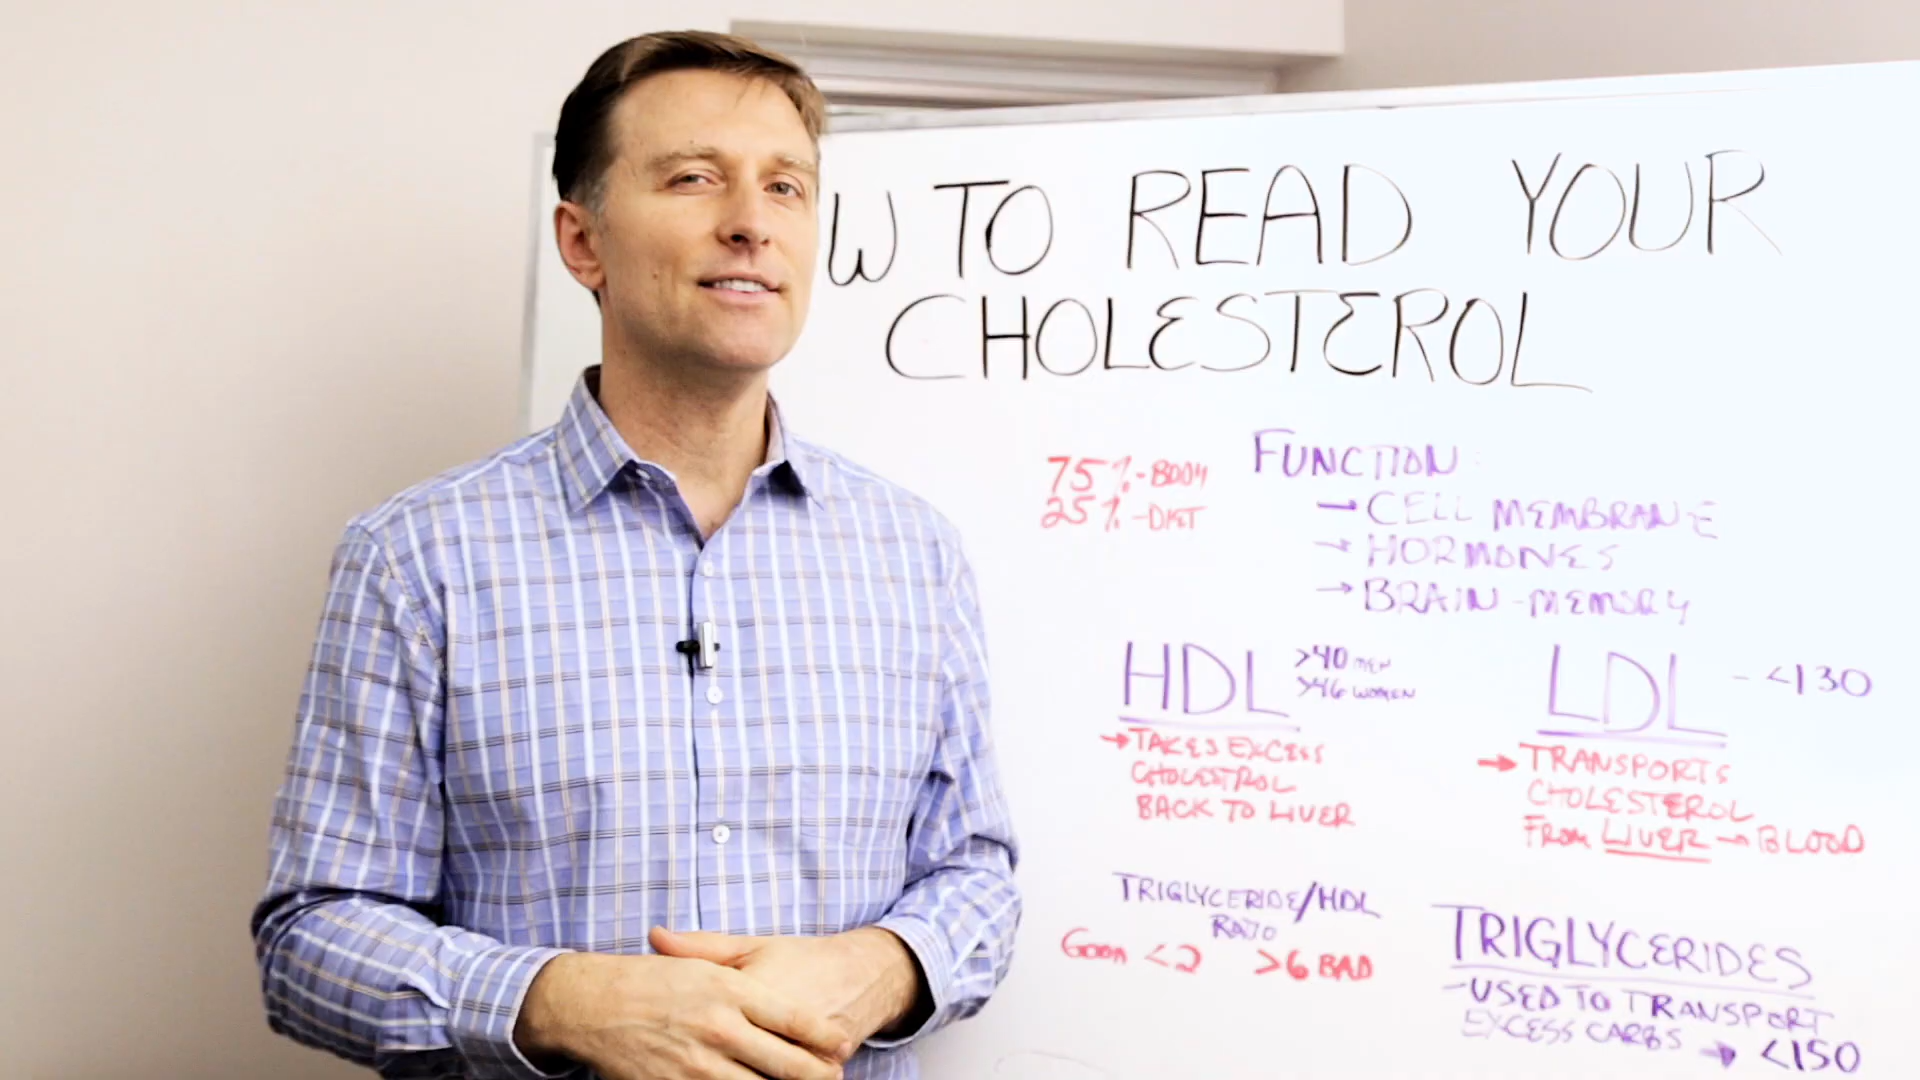 W TO READ YOUR
CHOLESTEROL
75%-BODY
25%-DIET
FUNCTION:
→ CELL MEMBRANE
→ HORMONES
→ BRAIN-MEMORY
HDL >40 MEN
>46 WOMEN
→TAKES EXCESS
CHOLESTROL
BACK TO LIVER
LDL - <130
→ TRANSPORTS
CHOLESTEROL
FROM LIVER → BLOOD
TRIGLYCERIDE/HDL
RATIO
GOOD <2 >6 BAD
TRIGLYCERIDES
-USED TO TRANSPORT
EXCESS CARBS → <150